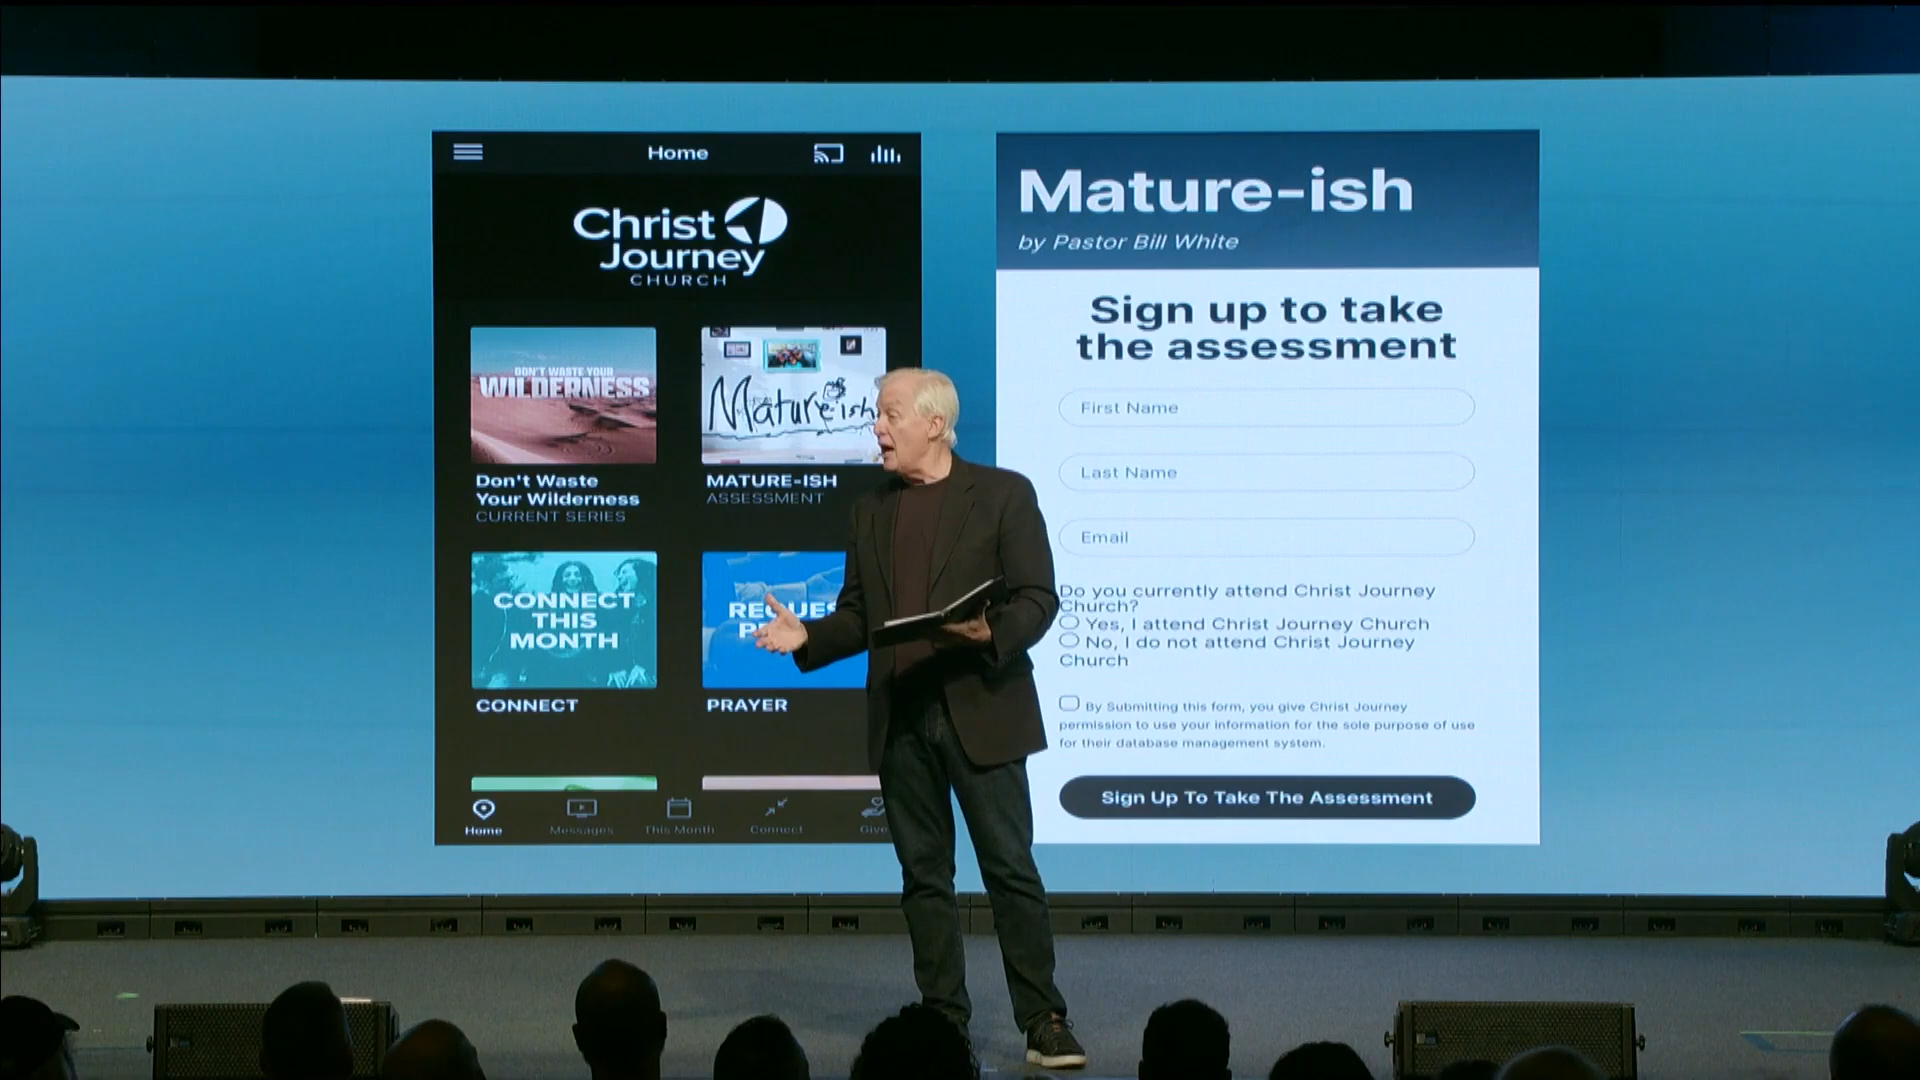 Home
Christ
Journey
CHURCH
DON'T WASTE YOUR
WILDERNESS
Don't Waste
Your Wilderness
CURRENT SERIES
Mature-ish
MATURE-ISH
ASSESSMENT
CONNECT
THIS
MONTH
CONNECT
REQUES
P
PRAYER
Home
Messages
This Month
Connect
Give
Mature-ish
by Pastor Bill White
Sign up to take
the assessment
First Name
Last Name
Email
Do you currently attend Christ Journey
Church?
Yes, I attend Christ Journey Church
No, I do not attend Christ Journey
Church
By Submitting this form, you give Christ Journey
permission to use your information for the sole purpose of use
for their database management system.
Sign Up To Take The Assessment